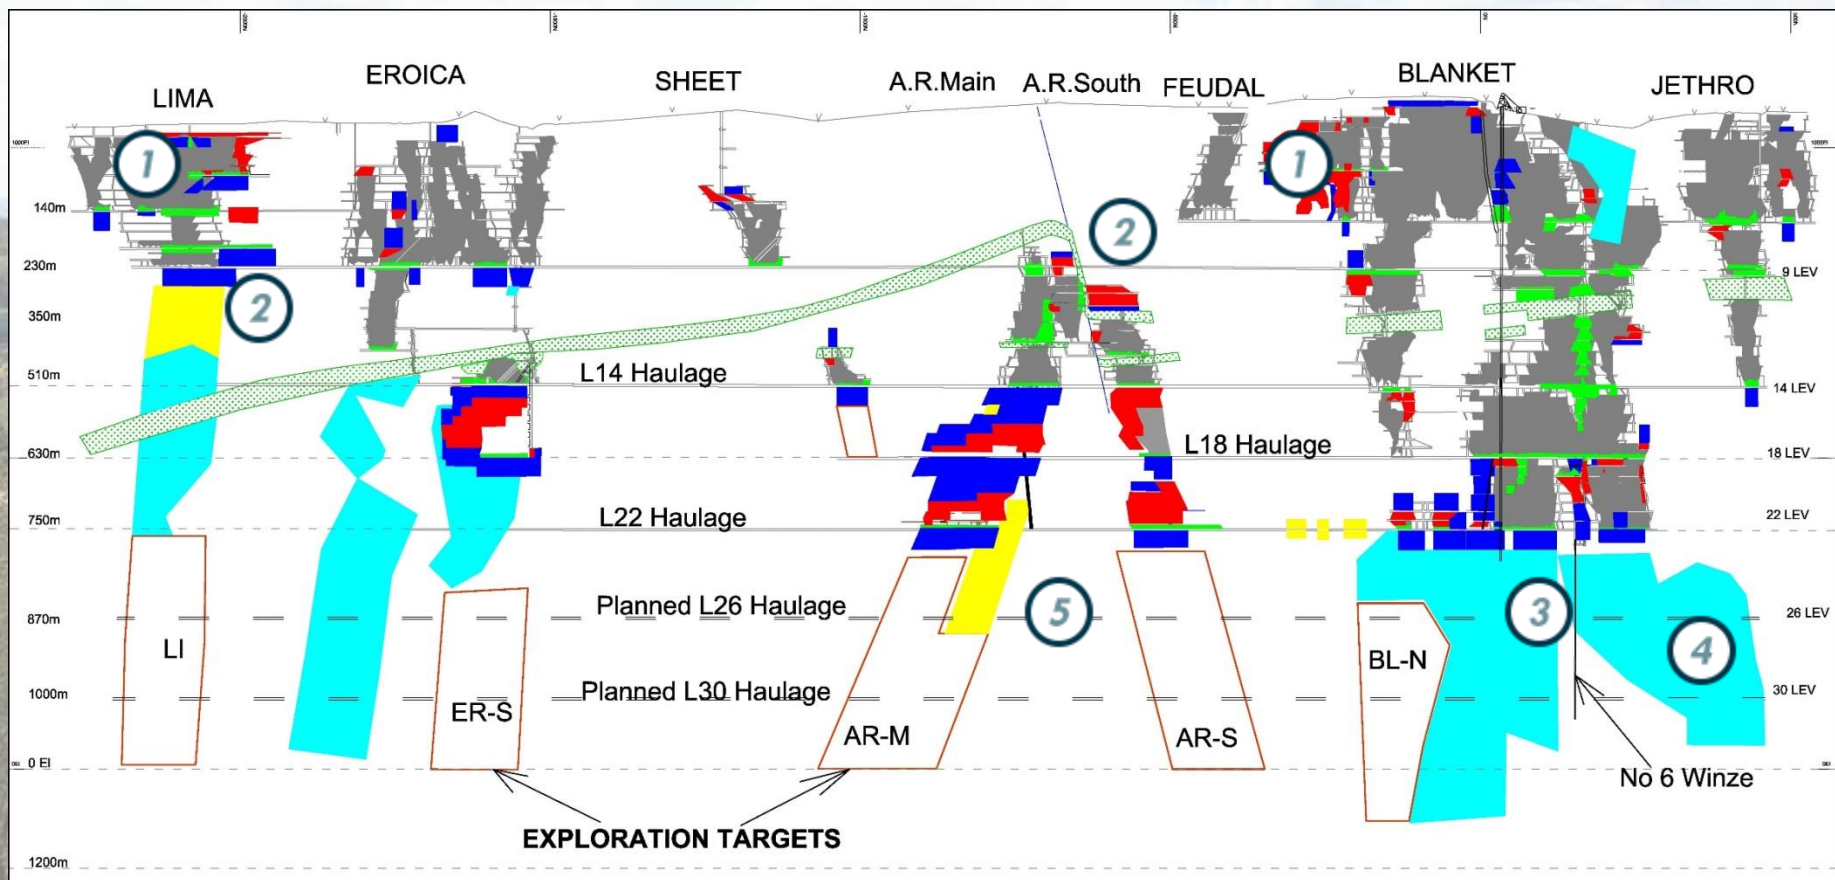 LIMA
EROICA
SHEET
A.R.Main
A.R.South
FEUDAL
BLANKET
JETHRO
1
1
140m
2
2
230m
9 LEV
350m
510m
L14 Haulage
14 LEV
630m
L18 Haulage
18 LEV
750m
L22 Haulage
22 LEV
870m
Planned L26 Haulage
5
3
26 LEV
LI
BL-N
4
1000m
Planned L30 Haulage
30 LEV
ER-S
AR-M
AR-S
0 El
No 6 Winze
EXPLORATION TARGETS
1200m